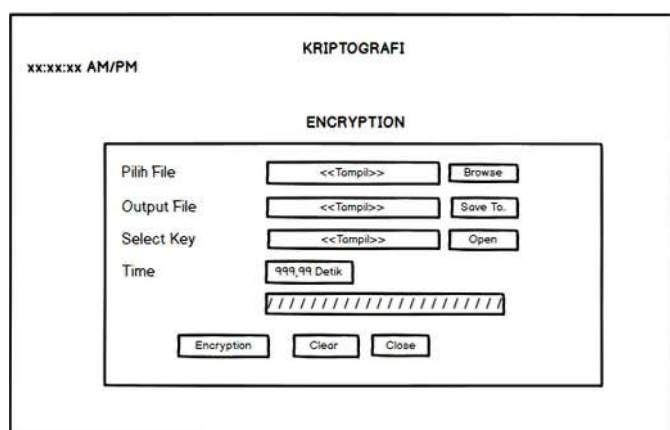 KRIPTOGRAFI
xx:xx:xx AM/PM
ENCRYPTION
Pilih File <<Tampil>> Browse
Output File <<Tampil>> Save To.
Select Key <<Tampil>> Open
Time 999,99 Detik
Encryption Clear Close